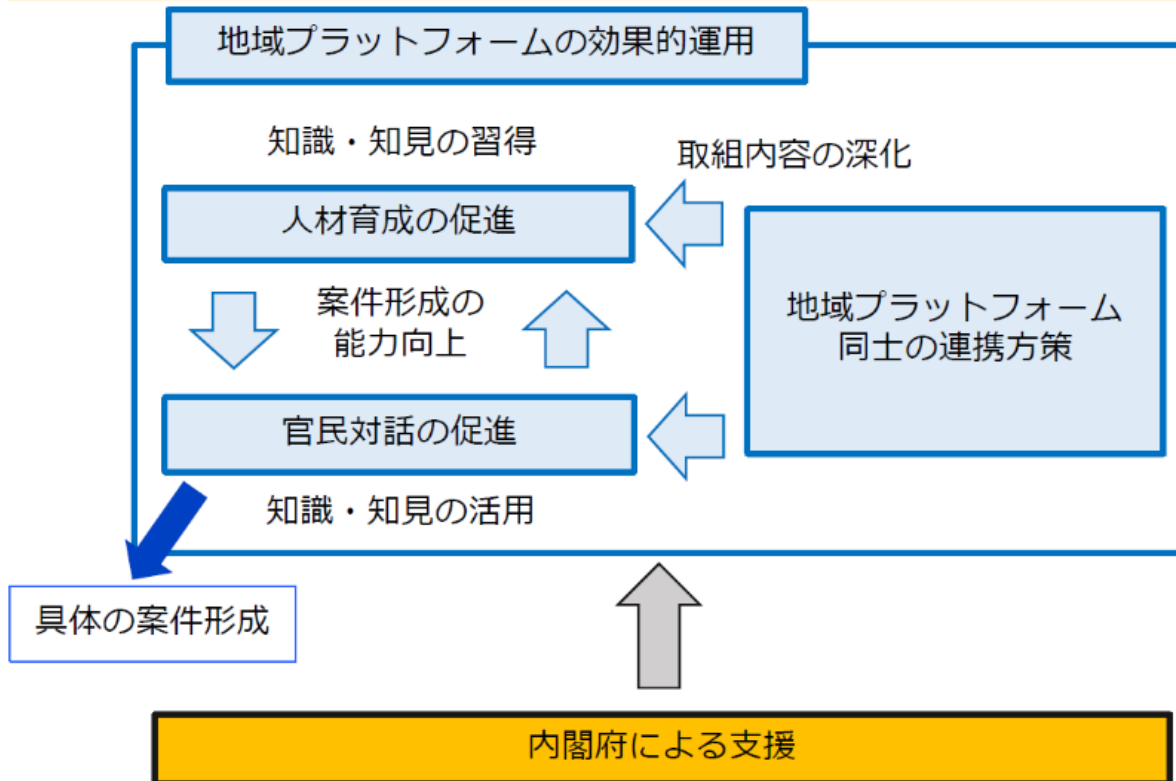 地域プラットフォームの効果的運用
知識・知見の習得
取組内容の深化
人材育成の促進
案件形成の
能力向上
地域プラットフォーム
同士の連携方策
官民対話の促進
知識・知見の活用
具体の案件形成
内閣府による支援